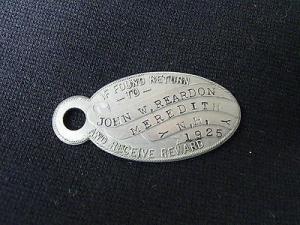 IF FOUND RETURN
- TO -
JOHN W. REARDON
MEREDITH
N.H.
1925
AND RECEIVE REWARD